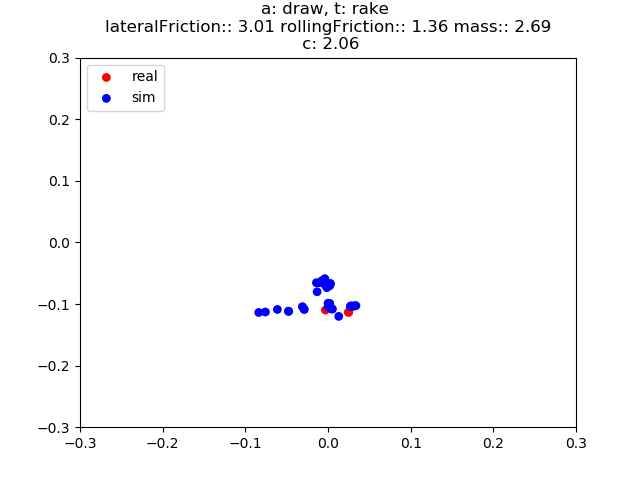 a: draw, t: rake
lateralFriction:: 3.01 rollingFriction:: 1.36 mass:: 2.69
c: 2.06
real
sim
0.3
0.2
0.1
0.0
−0.1
−0.2
−0.3
−0.3 −0.2 −0.1 0.0 0.1 0.2 0.3